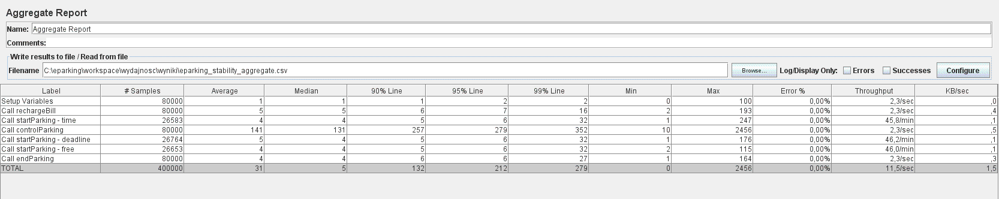 Aggregate Report
Name: Aggregate Report
Comments:
Write results to file / Read from file
Filename C:\eparking\workspace\wydajnosc\wyniki\eparking_stability_aggregate.csv Browse... Log/Display Only: Errors Successes Configure
Label # Samples Average Median 90% Line 95% Line 99% Line Min Max Error % Throughput KB/sec
Setup Variables 80000 1 1 1 2 2 0 100 0,00% 2,3/sec ,0
Call rechargeBill 80000 5 5 6 7 16 2 193 0,00% 2,3/sec ,4
Call startParking - time 26583 4 4 5 6 32 1 247 0,00% 45,8/min ,1
Call controlParking 80000 141 131 257 279 352 10 2456 0,00% 2,3/sec ,5
Call startParking - deadline 26764 5 4 5 6 32 1 176 0,00% 46,2/min ,1
Call startParking - free 26653 4 4 5 6 32 2 115 0,00% 46,0/min ,1
Call endParking 80000 4 4 6 6 27 1 164 0,00% 2,3/sec ,3
TOTAL 400000 31 5 132 212 279 0 2456 0,00% 11,5/sec 1,5